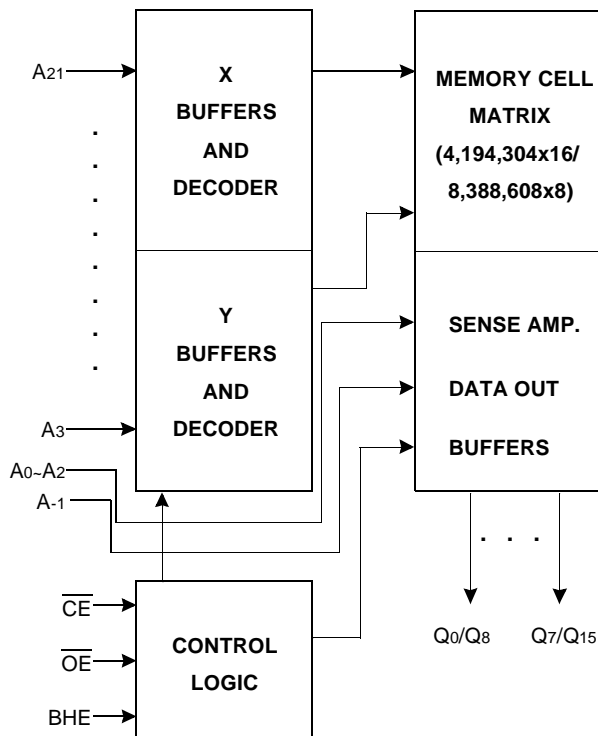 A21
X
BUFFERS
AND
DECODER
MEMORY CELL
MATRIX
(4,194,304x16/
8,388,608x8)
Y
BUFFERS
AND
DECODER
SENSE AMP.
DATA OUT
BUFFERS
A3
A0~A2
A-1
CE
OE
BHE
CONTROL
LOGIC
Q0/Q8
Q7/Q15